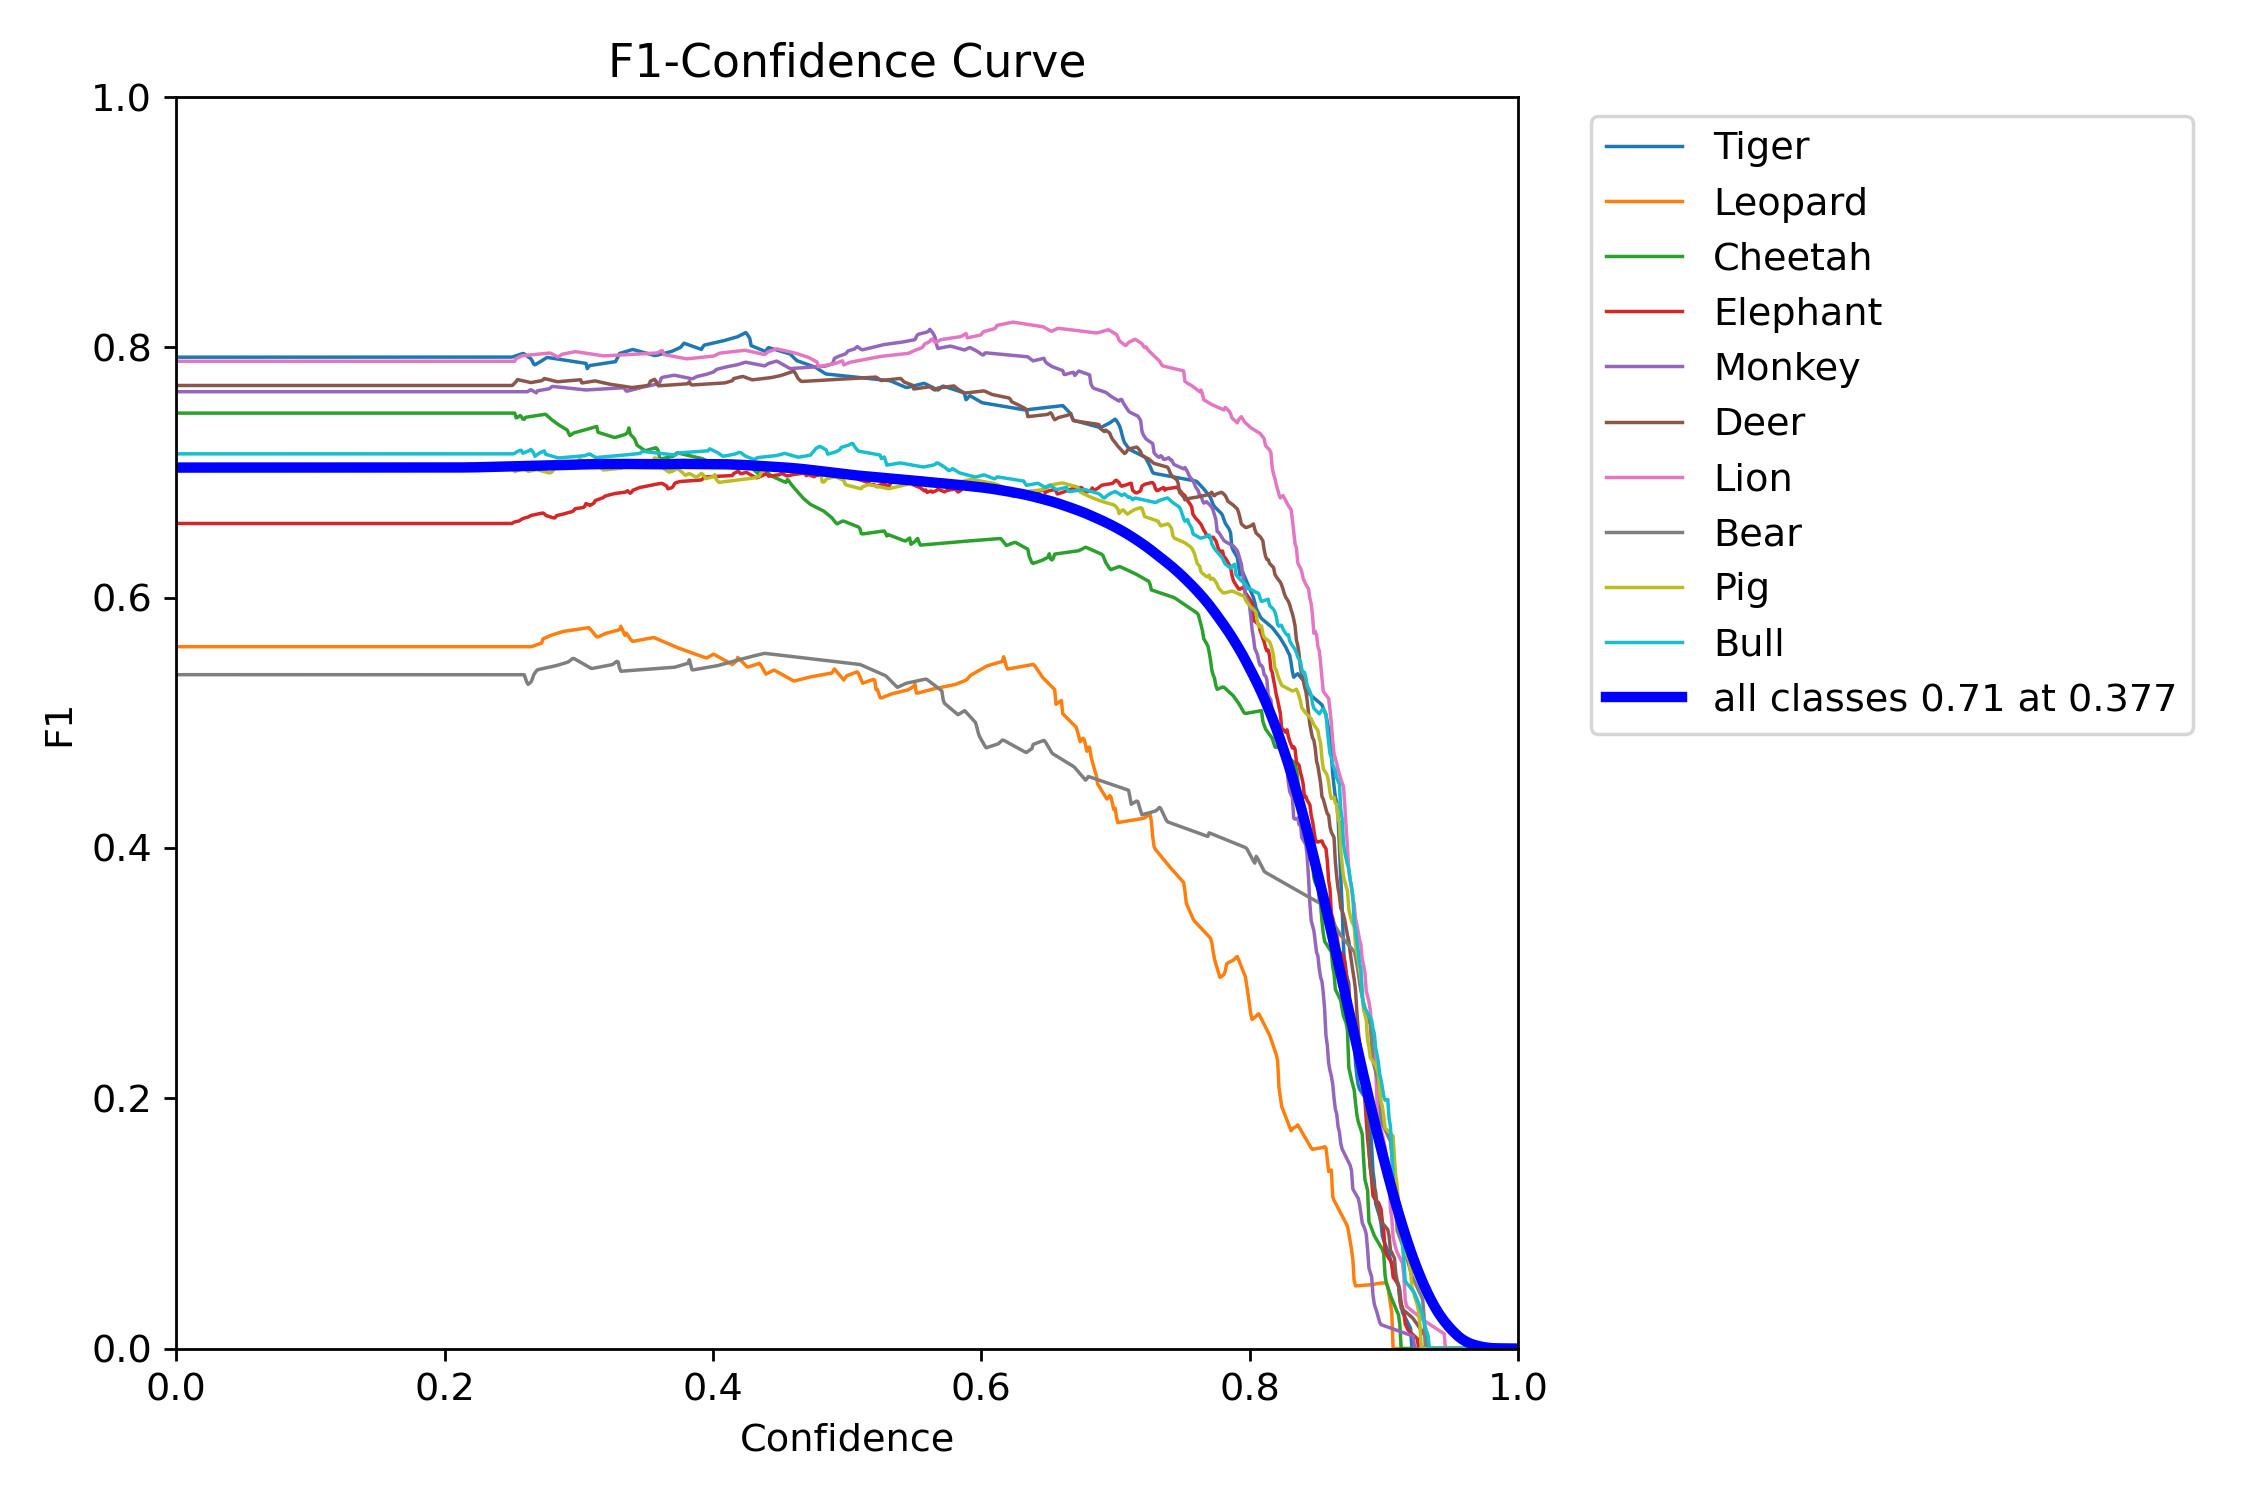 F1-Confidence Curve
1.0
0.8
0.6
0.4
0.2
0.0
F1
0.0 0.2 0.4 0.6 0.8 1.0
Confidence
Tiger
Leopard
Cheetah
Elephant
Monkey
Deer
Lion
Bear
Pig
Bull
all classes 0.71 at 0.377